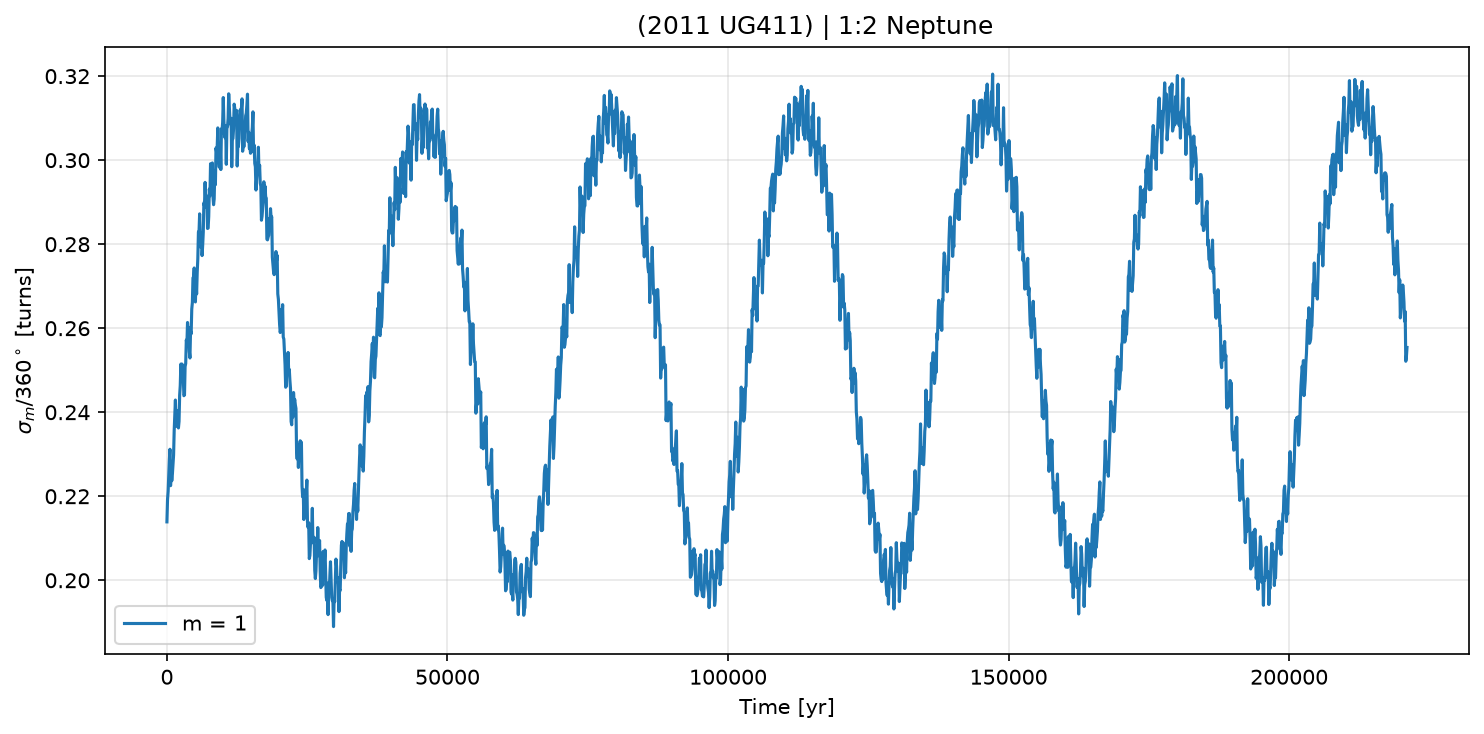 (2011 UG411) | 1:2 Neptune
0.32
0.30
0.28
0.26
0.24
0.22
0.20
σₘ/360° [turns]
m = 1
0 50000 100000 150000 200000
Time [yr]